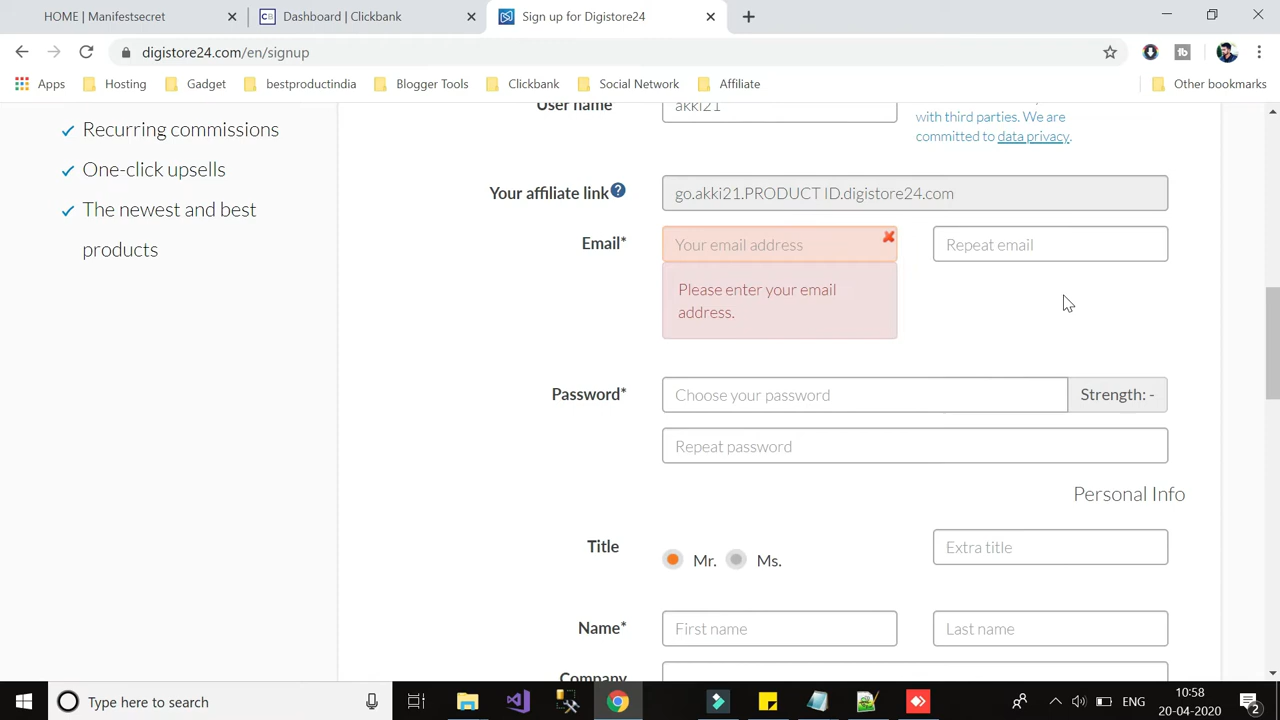 HOME | Manifestsecret
Dashboard | Clickbank
Sign up for Digistore24
digistore24.com/en/signup
Apps
Hosting
Gadget
bestproductindia
Blogger Tools
Clickbank
Social Network
Affiliate
Other bookmarks
Recurring commissions
One-click upsells
The newest and best
products
User name
akki21
with third parties. We are
committed to data privacy.
Your affiliate link
go.akki21.PRODUCT ID.digistore24.com
Email*
Your email address
Repeat email
Please enter your email
address.
Password*
Choose your password
Strength: -
Repeat password
Personal Info
Title
Mr.
Ms.
Extra title
Name*
First name
Last name
Company
Type here to search
ENG
10:58
20-04-2020
2